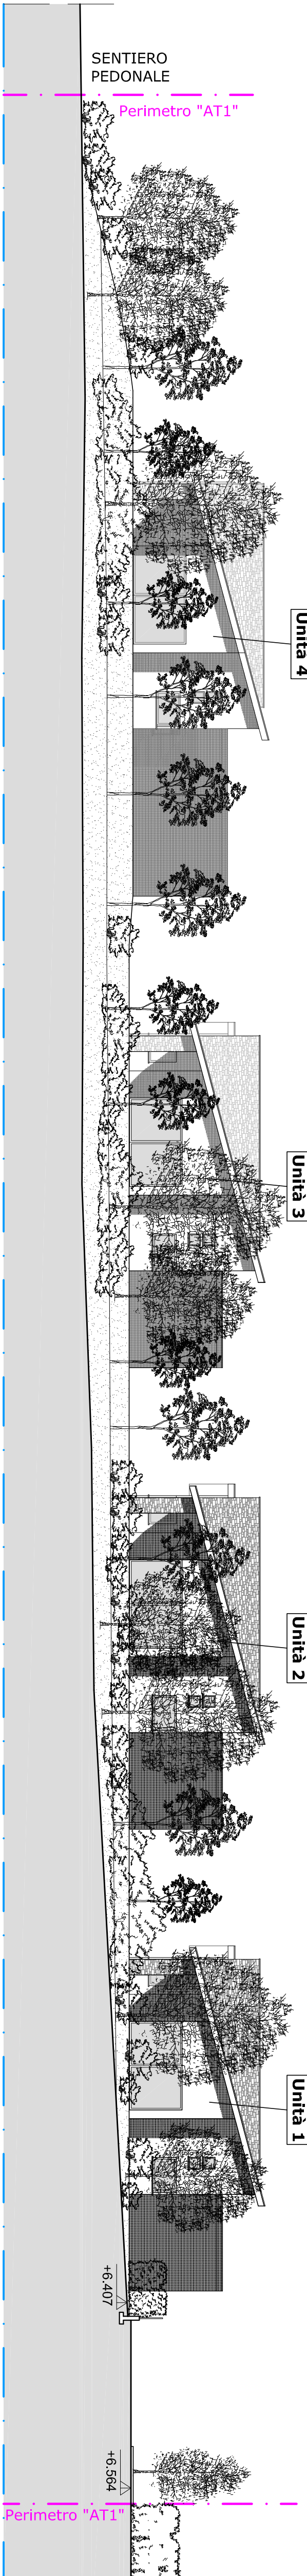 SENTIERO
PEDONALE
Perimetro "AT1"
Unità 4
Unità 3
Unità 2
Unità 1
+6.407
+6.564
Perimetro "AT1"